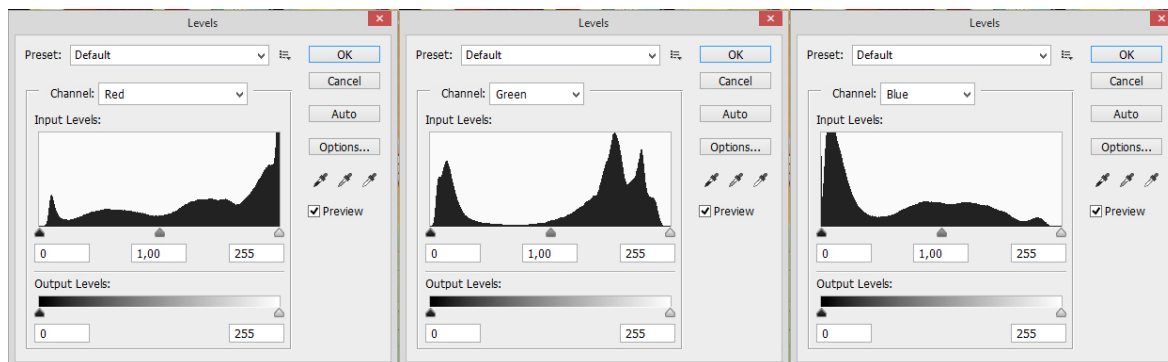 Levels
Preset: Default
OK
Cancel
Channel: Red
Auto
Input Levels:
Options...
Preview
0 1,00 255
Output Levels:
0 255
Levels
Preset: Default
OK
Cancel
Channel: Green
Auto
Input Levels:
Options...
Preview
0 1,00 255
Output Levels:
0 255
Levels
Preset: Default
OK
Cancel
Channel: Blue
Auto
Input Levels:
Options...
Preview
0 1,00 255
Output Levels:
0 255